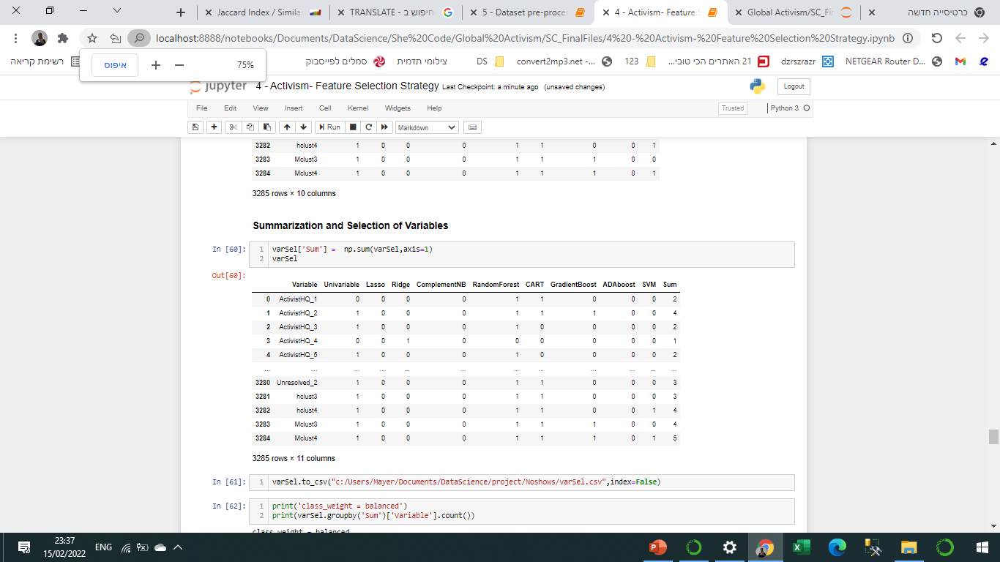 Jaccard Index / Simila
TRANSLATE - חיפוש ב
5 - Dataset pre-proce
4 - Activism- Feature S
Global Activism/SC_Fi
כרטיסייה חדשה
localhost:8888/notebooks/Documents/DataScience/She%20Code/Global%20Activism/SC_FinalFiles/4%20-%20Activism-%20Feature%20Selection%20Strategy.ipynb
רשימת קריאה
סמלים לפייסבוק
צילומי תדמית
DS
convert2mp3.net -...
123
21 האתרים הכי טובי...
dzrszrazr
NETGEAR Router D...
איפוס
75%
jupyter 4 - Activism- Feature Selection Strategy Last Checkpoint: a minute ago (unsaved changes)
Logout
File Edit View Insert Cell Kernel Widgets Help
Trusted
Python 3
Run
Markdown
3282 hclust4 1 0 0 0 1 1 0 0 1
3283 Mclust3 1 0 0 0 1 1 1 0 0
3284 Mclust4 1 0 0 0 1 1 1 0 1
3285 rows × 10 columns
Summarization and Selection of Variables
In [60]:
1 varSel['Sum'] = np.sum(varSel,axis=1)
2 varSel
Out[60]:
Variable Univariable Lasso Ridge ComplementNB RandomForest CART GradientBoost ADAboost SVM Sum
0 ActivistHQ_1 0 0 0 0 1 1 0 0 0 2
1 ActivistHQ_2 1 0 0 0 1 1 1 0 0 4
2 ActivistHQ_3 1 0 0 0 1 0 0 0 0 2
3 ActivistHQ_4 0 0 1 0 0 0 0 0 0 1
4 ActivistHQ_5 1 0 0 0 1 0 0 0 0 2
... ... ... ... ... ... ... ... ... ... ... ...
3280 Unresolved_2 1 0 0 0 1 1 0 0 0 3
3281 hclust3 1 0 0 0 1 1 0 0 0 3
3282 hclust4 1 0 0 0 1 1 0 0 1 4
3283 Mclust3 1 0 0 0 1 1 1 0 0 4
3284 Mclust4 1 0 0 0 1 1 1 0 1 5
3285 rows × 11 columns
In [61]:
1 varSel.to_csv("c:/Users/Mayer/Documents/DataScience/project/Noshows/varSel.csv",index=False)
In [62]:
1 print('class_weight = balanced')
2 print(varSel.groupby('Sum')['Variable'].count())
class_weight = balanced
23:37
15/02/2022
ENG